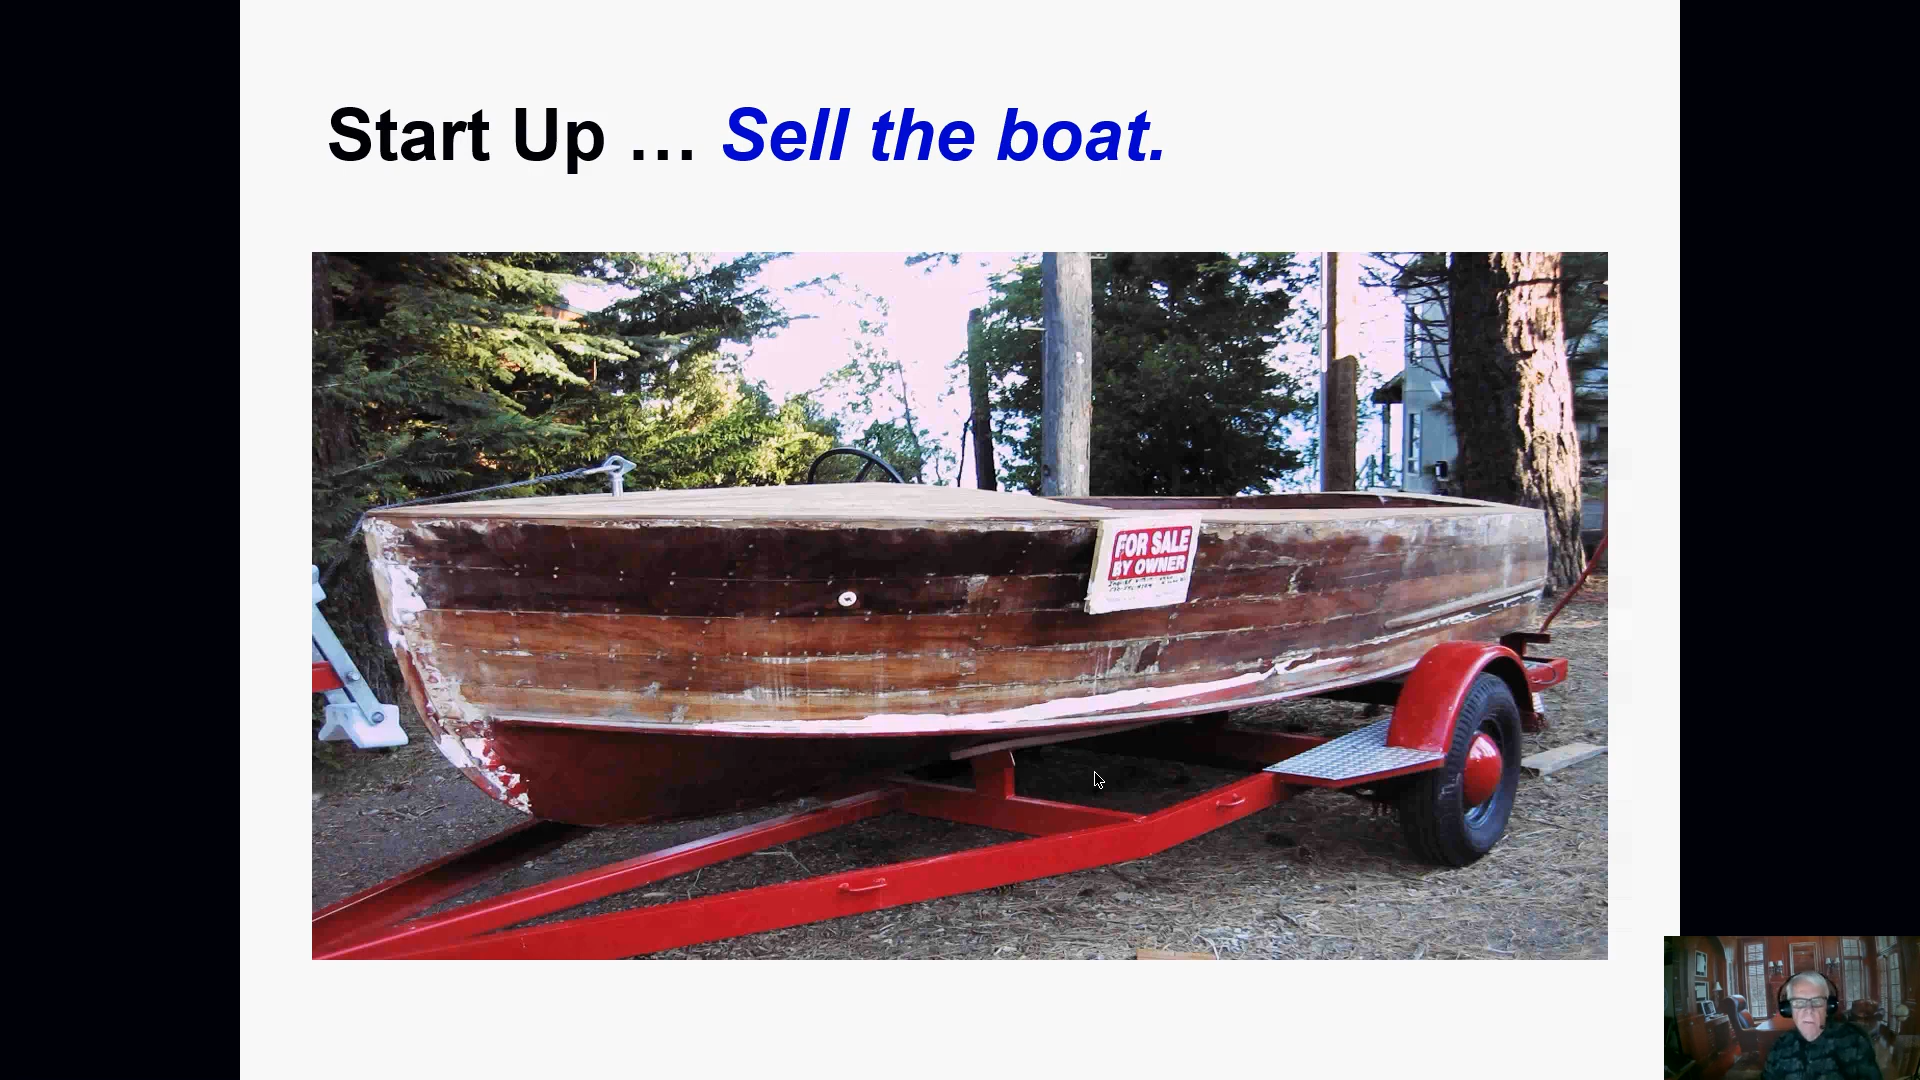 Start Up … Sell the boat.
FOR SALE
BY OWNER